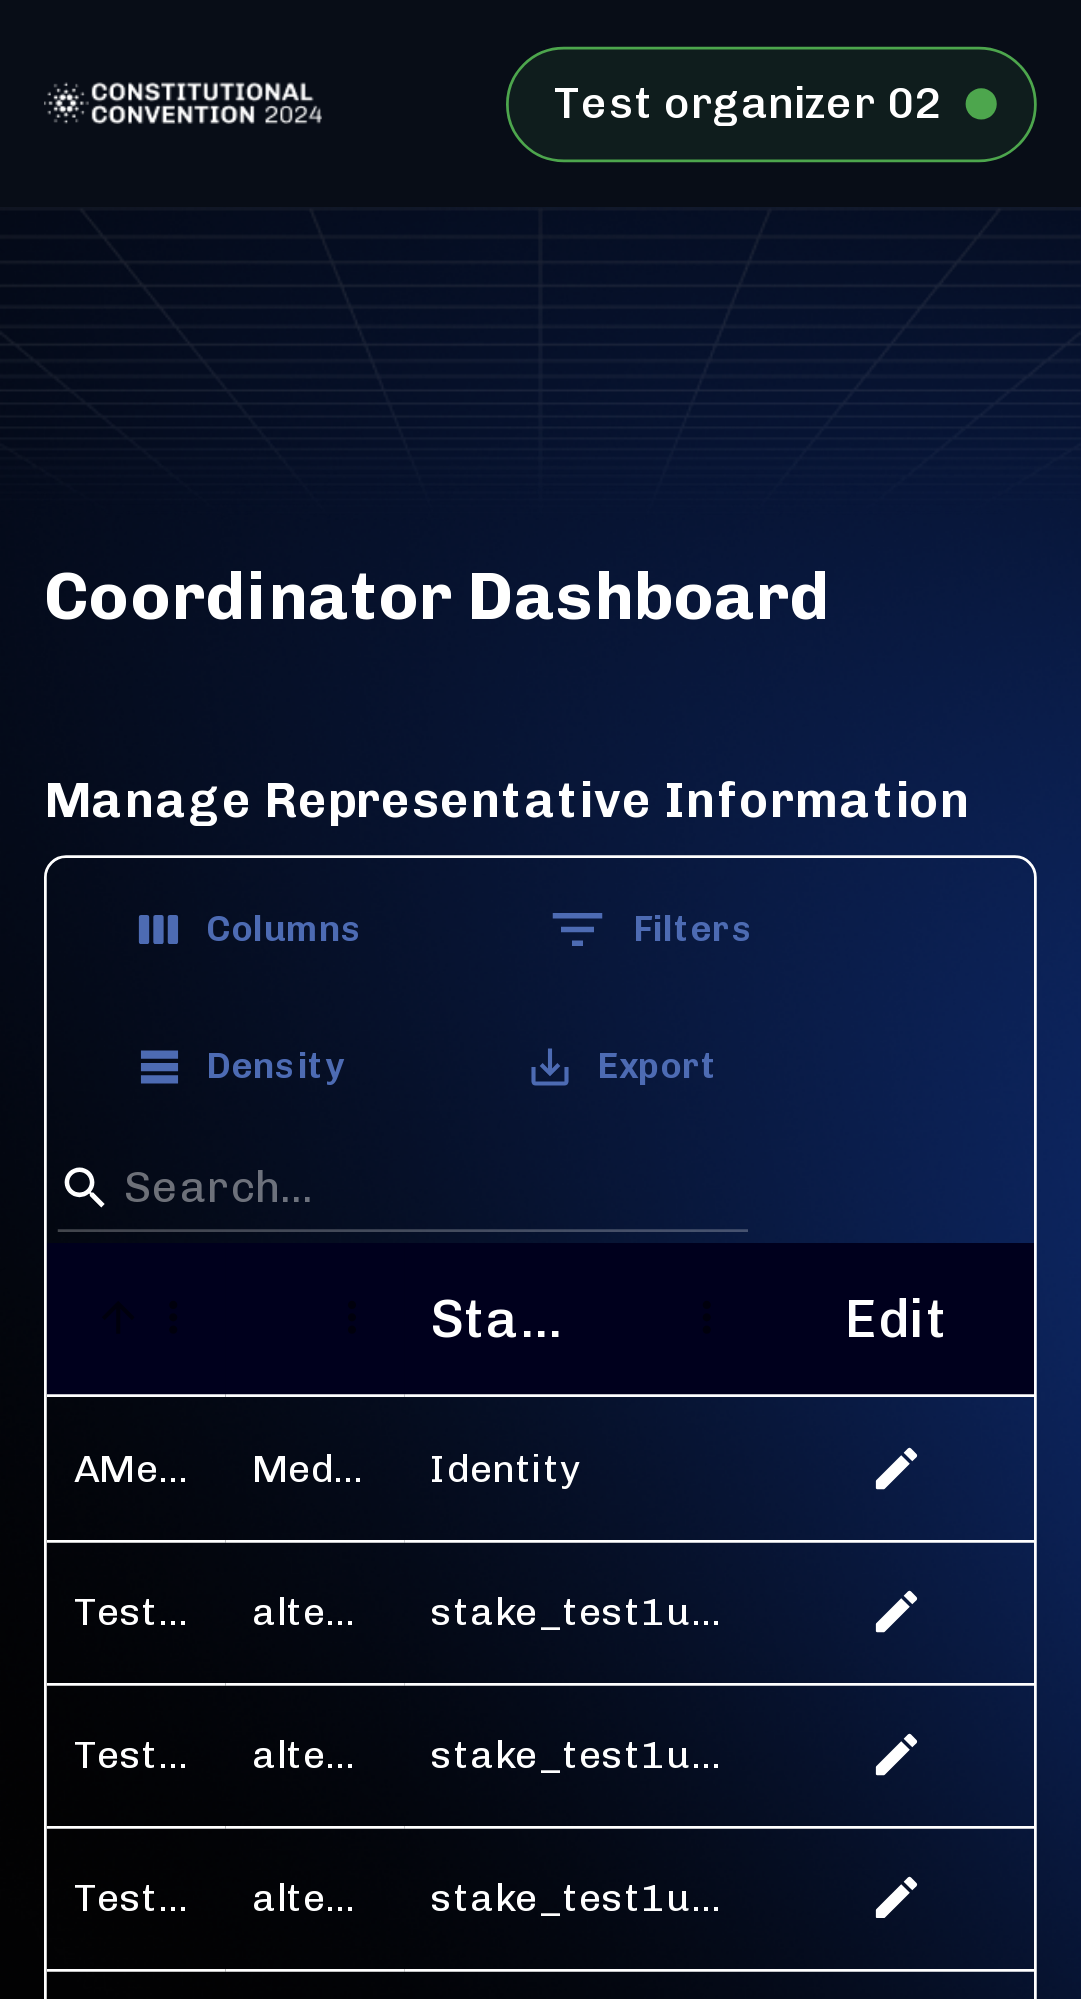 CONSTITUTIONAL
CONVENTION 2024
Test organizer 02
Coordinator Dashboard
Manage Representative Information
Columns
Filters
Density
Export
Search...
Sta...
Edit
AMe...
Med...
Identity
Test...
alte...
stake_test1u...
Test...
alte...
stake_test1u...
Test...
alte...
stake_test1u...